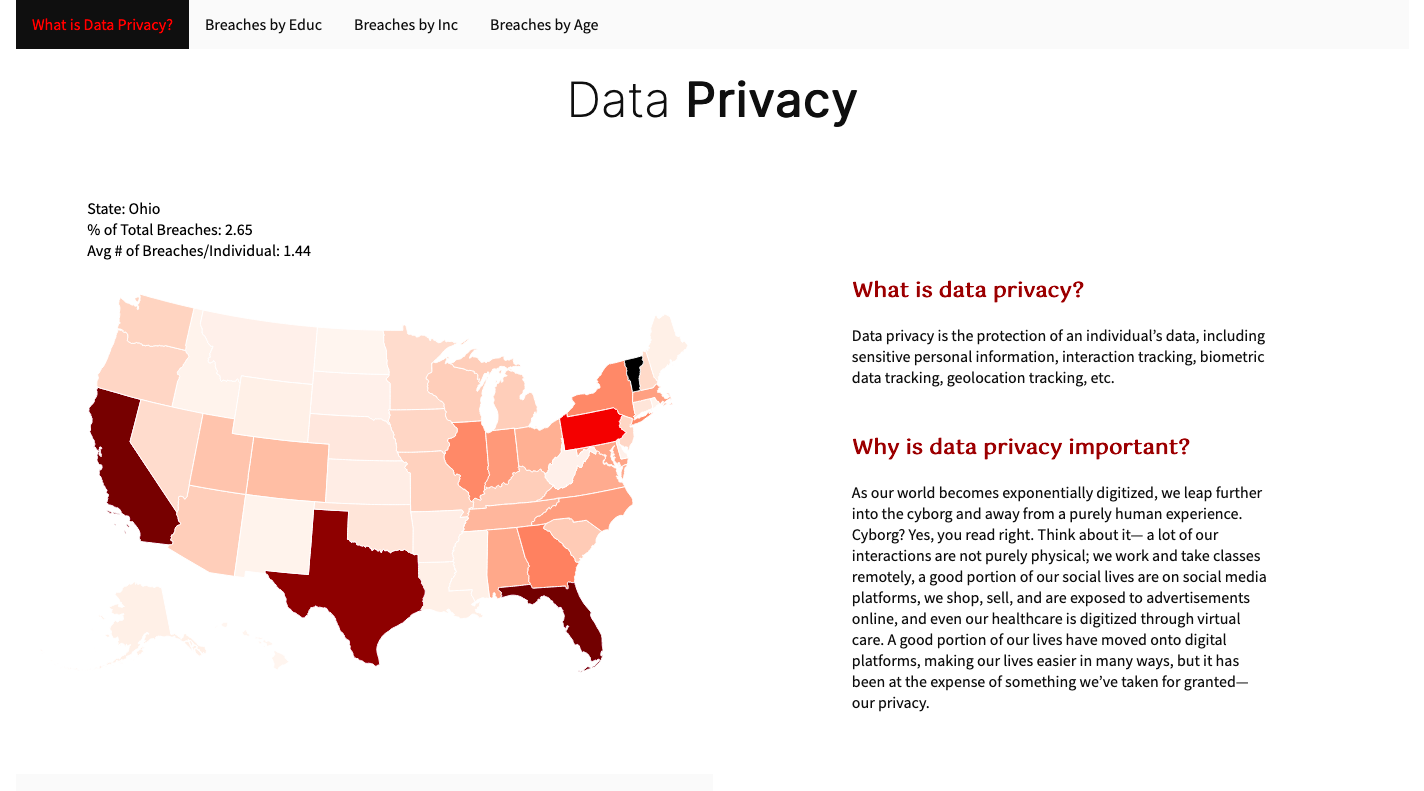 What is Data Privacy? Breaches by Educ Breaches by Inc Breaches by Age
Data Privacy
State: Ohio
% of Total Breaches: 2.65
Avg # of Breaches/Individual: 1.44
What is data privacy?
Data privacy is the protection of an individual’s data, including
sensitive personal information, interaction tracking, biometric
data tracking, geolocation tracking, etc.
Why is data privacy important?
As our world becomes exponentially digitized, we leap further
into the cyborg and away from a purely human experience.
Cyborg? Yes, you read right. Think about it— a lot of our
interactions are not purely physical; we work and take classes
remotely, a good portion of our social lives are on social media
platforms, we shop, sell, and are exposed to advertisements
online, and even our healthcare is digitized through virtual
care. A good portion of our lives have moved onto digital
platforms, making our lives easier in many ways, but it has
been at the expense of something we’ve taken for granted—
our privacy.